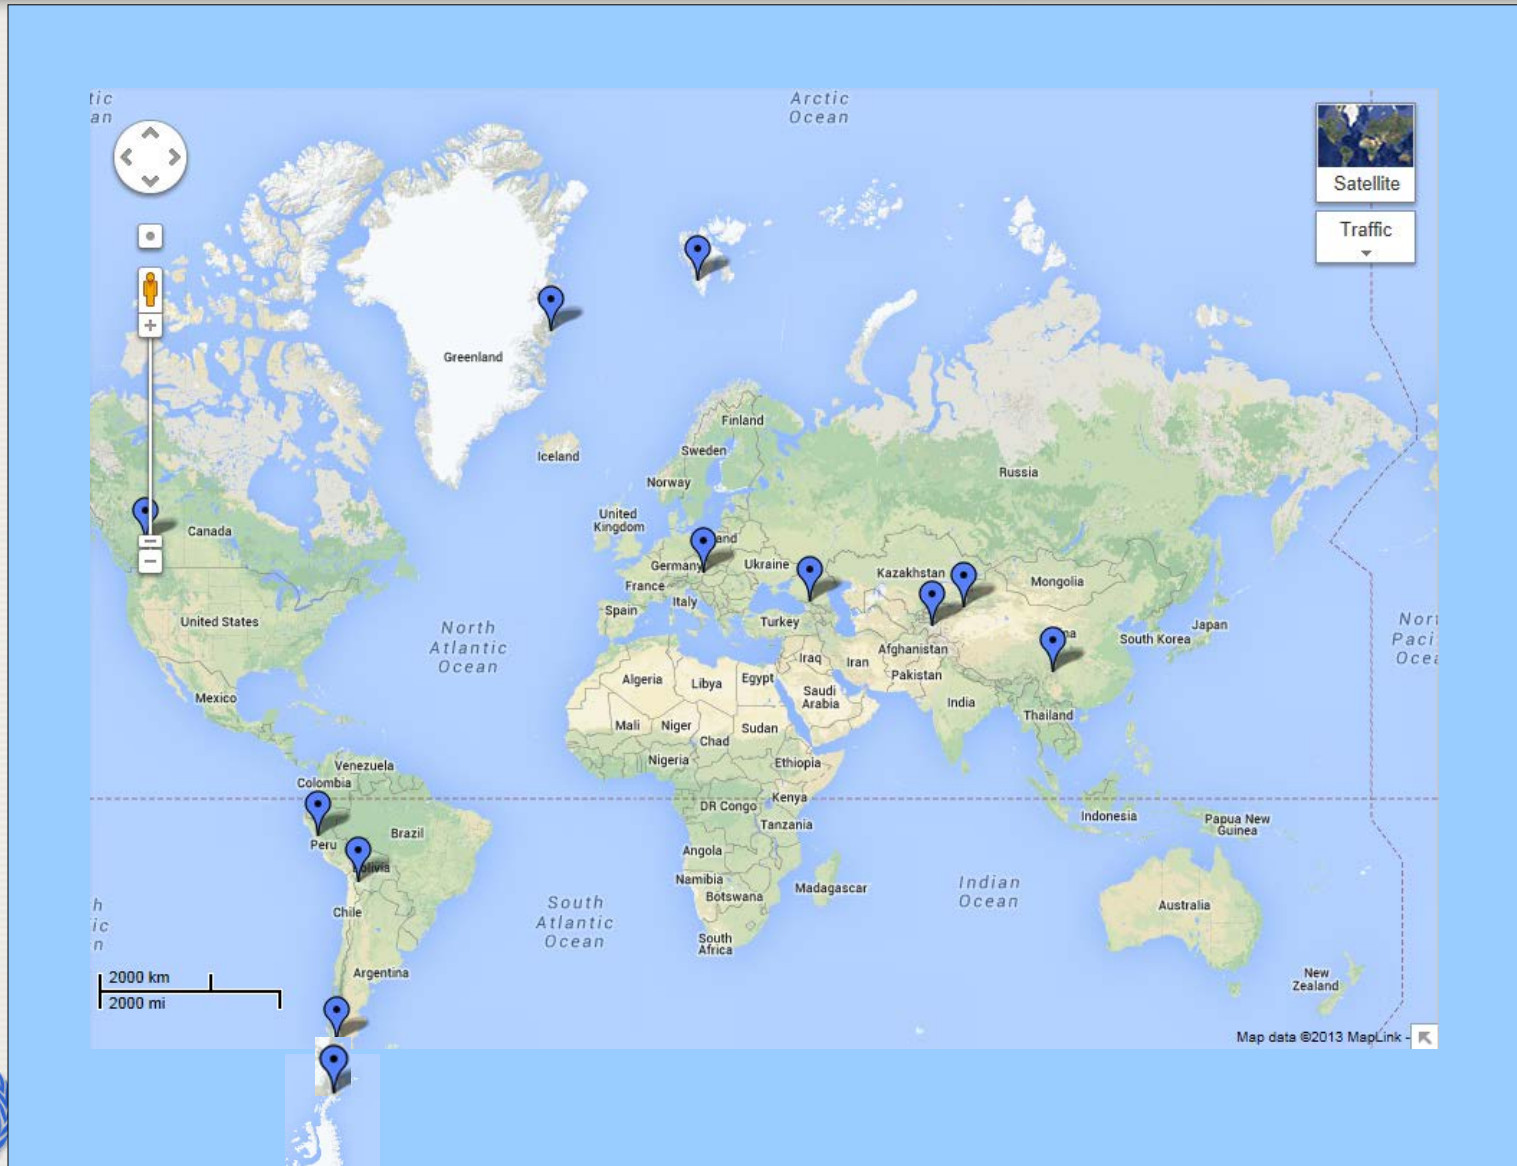 tic
an
Arctic
Ocean
Satellite
Traffic
Greenland
Iceland
Finland
Sweden
Norway
Russia
United
Kingdom
Canada
and
Germany
Ukraine
Kazakhstan
Mongolia
France
Italy
Spain
Turkey
United States
North
Atlantic
Ocean
Japan
South Korea
na
Nort
Paci
Ocea
Afghanistan
Iraq
Iran
Pakistan
Algeria
Libya
Egypt
Saudi
Arabia
India
Mexico
Thailand
Mali
Niger
Chad
Sudan
Nigeria
Ethiopia
Venezuela
Colombia
DR Congo
Kenya
Tanzania
Indonesia
Papua New
Guinea
Brazil
Peru
olivia
Angola
Namibia
Botswana
Madagascar
Indian
Ocean
Australia
Chile
South
Atlantic
Ocean
h
ic
n
South
Africa
Argentina
New
Zealand
2000 km
2000 mi
Map data ©2013 MapLink -